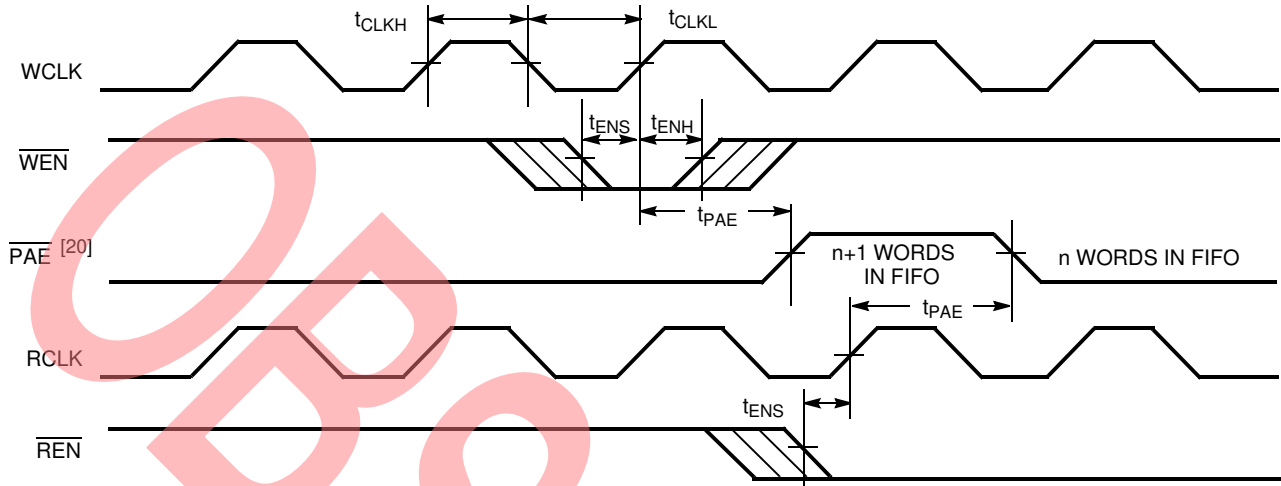 tCLKH
tCLKL
WCLK
tENS
tENH
WEN
tPAE
PAE [20]
n+1 WORDS
IN FIFO
n WORDS IN FIFO
tPAE
RCLK
tENS
REN